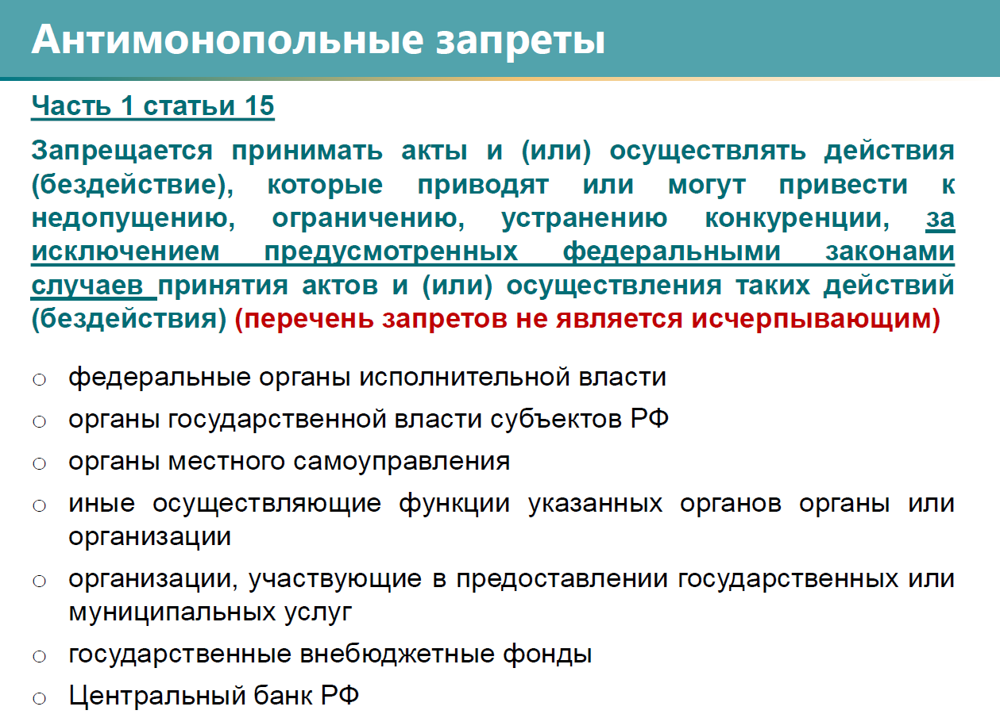 Антимонопольные запреты
Часть 1 статьи 15
Запрещается принимать акты и (или) осуществлять действия
(бездействие), которые приводят или могут привести к
недопущению, ограничению, устранению конкуренции, за
исключением предусмотренных федеральными законами
случаев принятия актов и (или) осуществления таких действий
(бездействия) (перечень запретов не является исчерпывающим)
○ федеральные органы исполнительной власти
○ органы государственной власти субъектов РФ
○ органы местного самоуправления
○ иные осуществляющие функции указанных органов органы или
организации
○ организации, участвующие в предоставлении государственных или
муниципальных услуг
○ государственные внебюджетные фонды
○ Центральный банк РФ